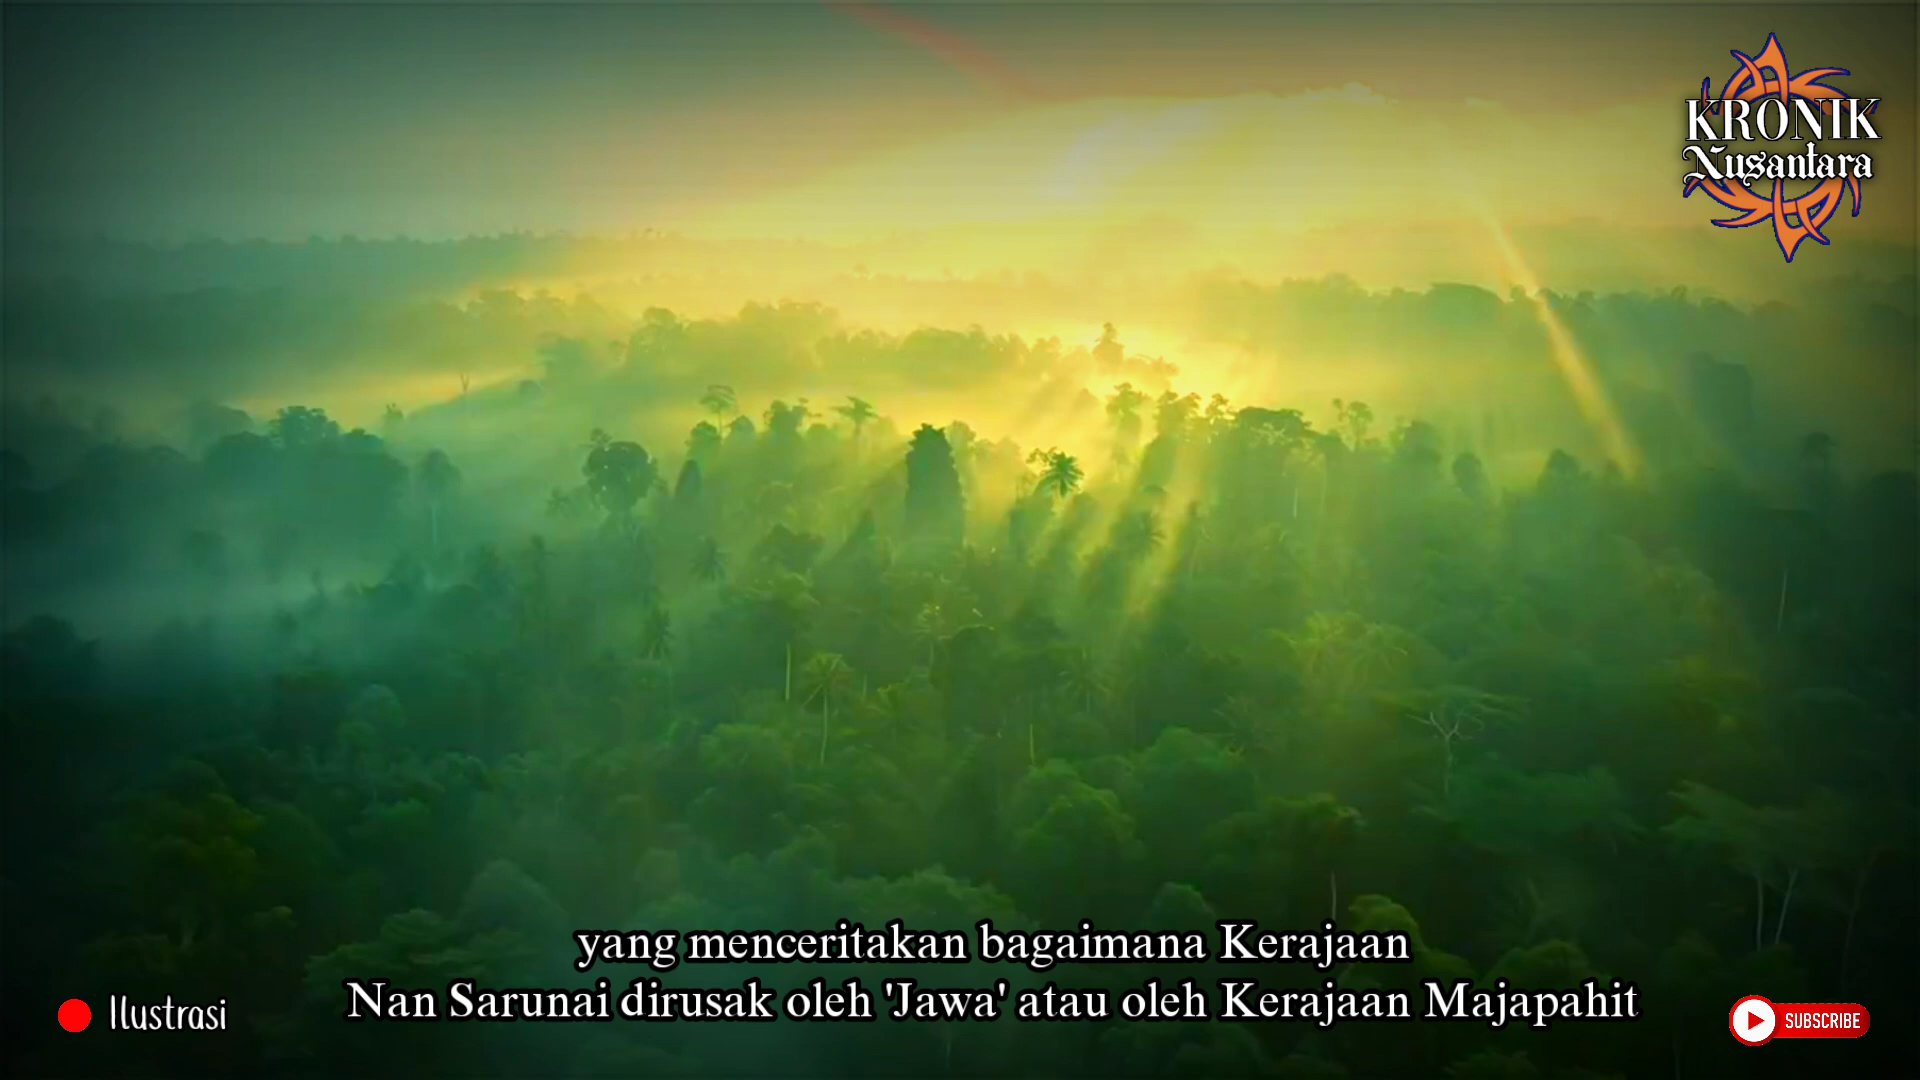 KRONIK
Nusantara
yang menceritakan bagaimana Kerajaan
Nan Sarunai dirusak oleh 'Jawa' atau oleh Kerajaan Majapahit
Ilustrasi
SUBSCRIBE